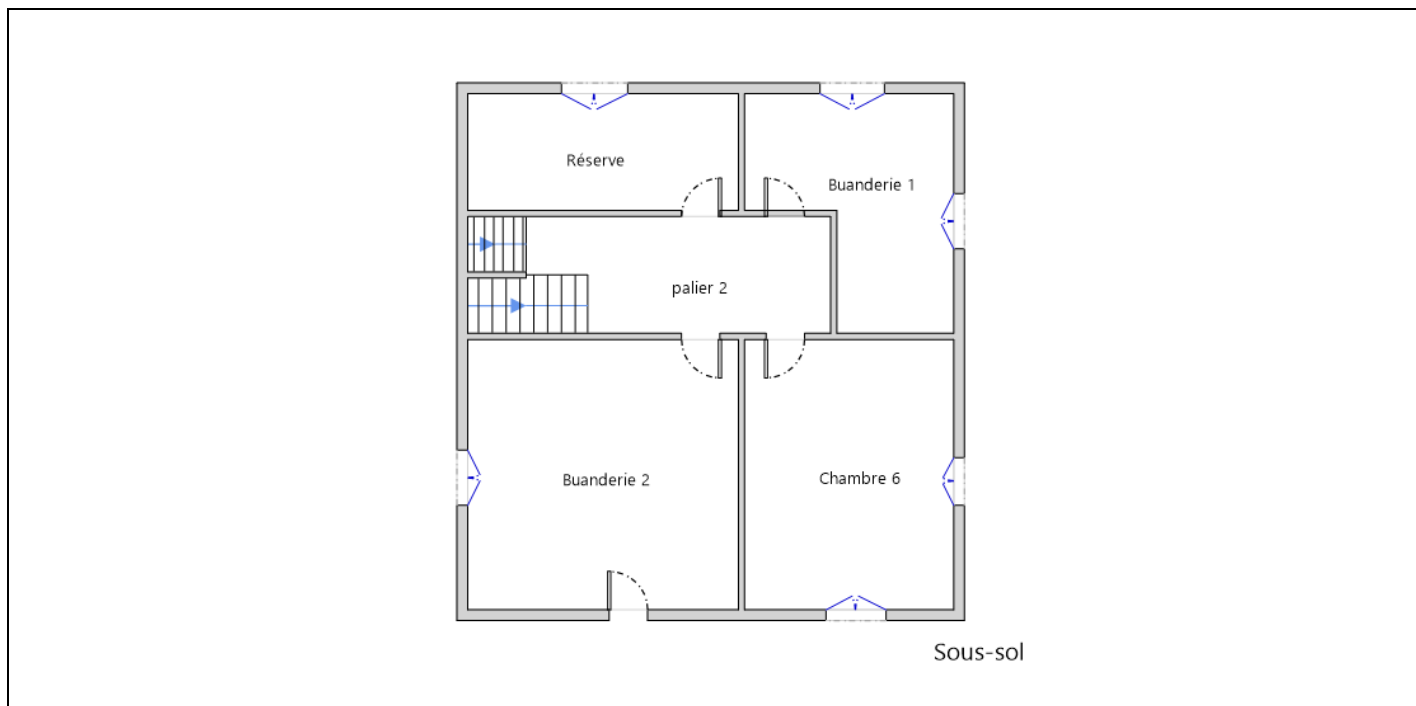 Réserve
Buanderie 1
palier 2
Buanderie 2
Chambre 6
Sous-sol